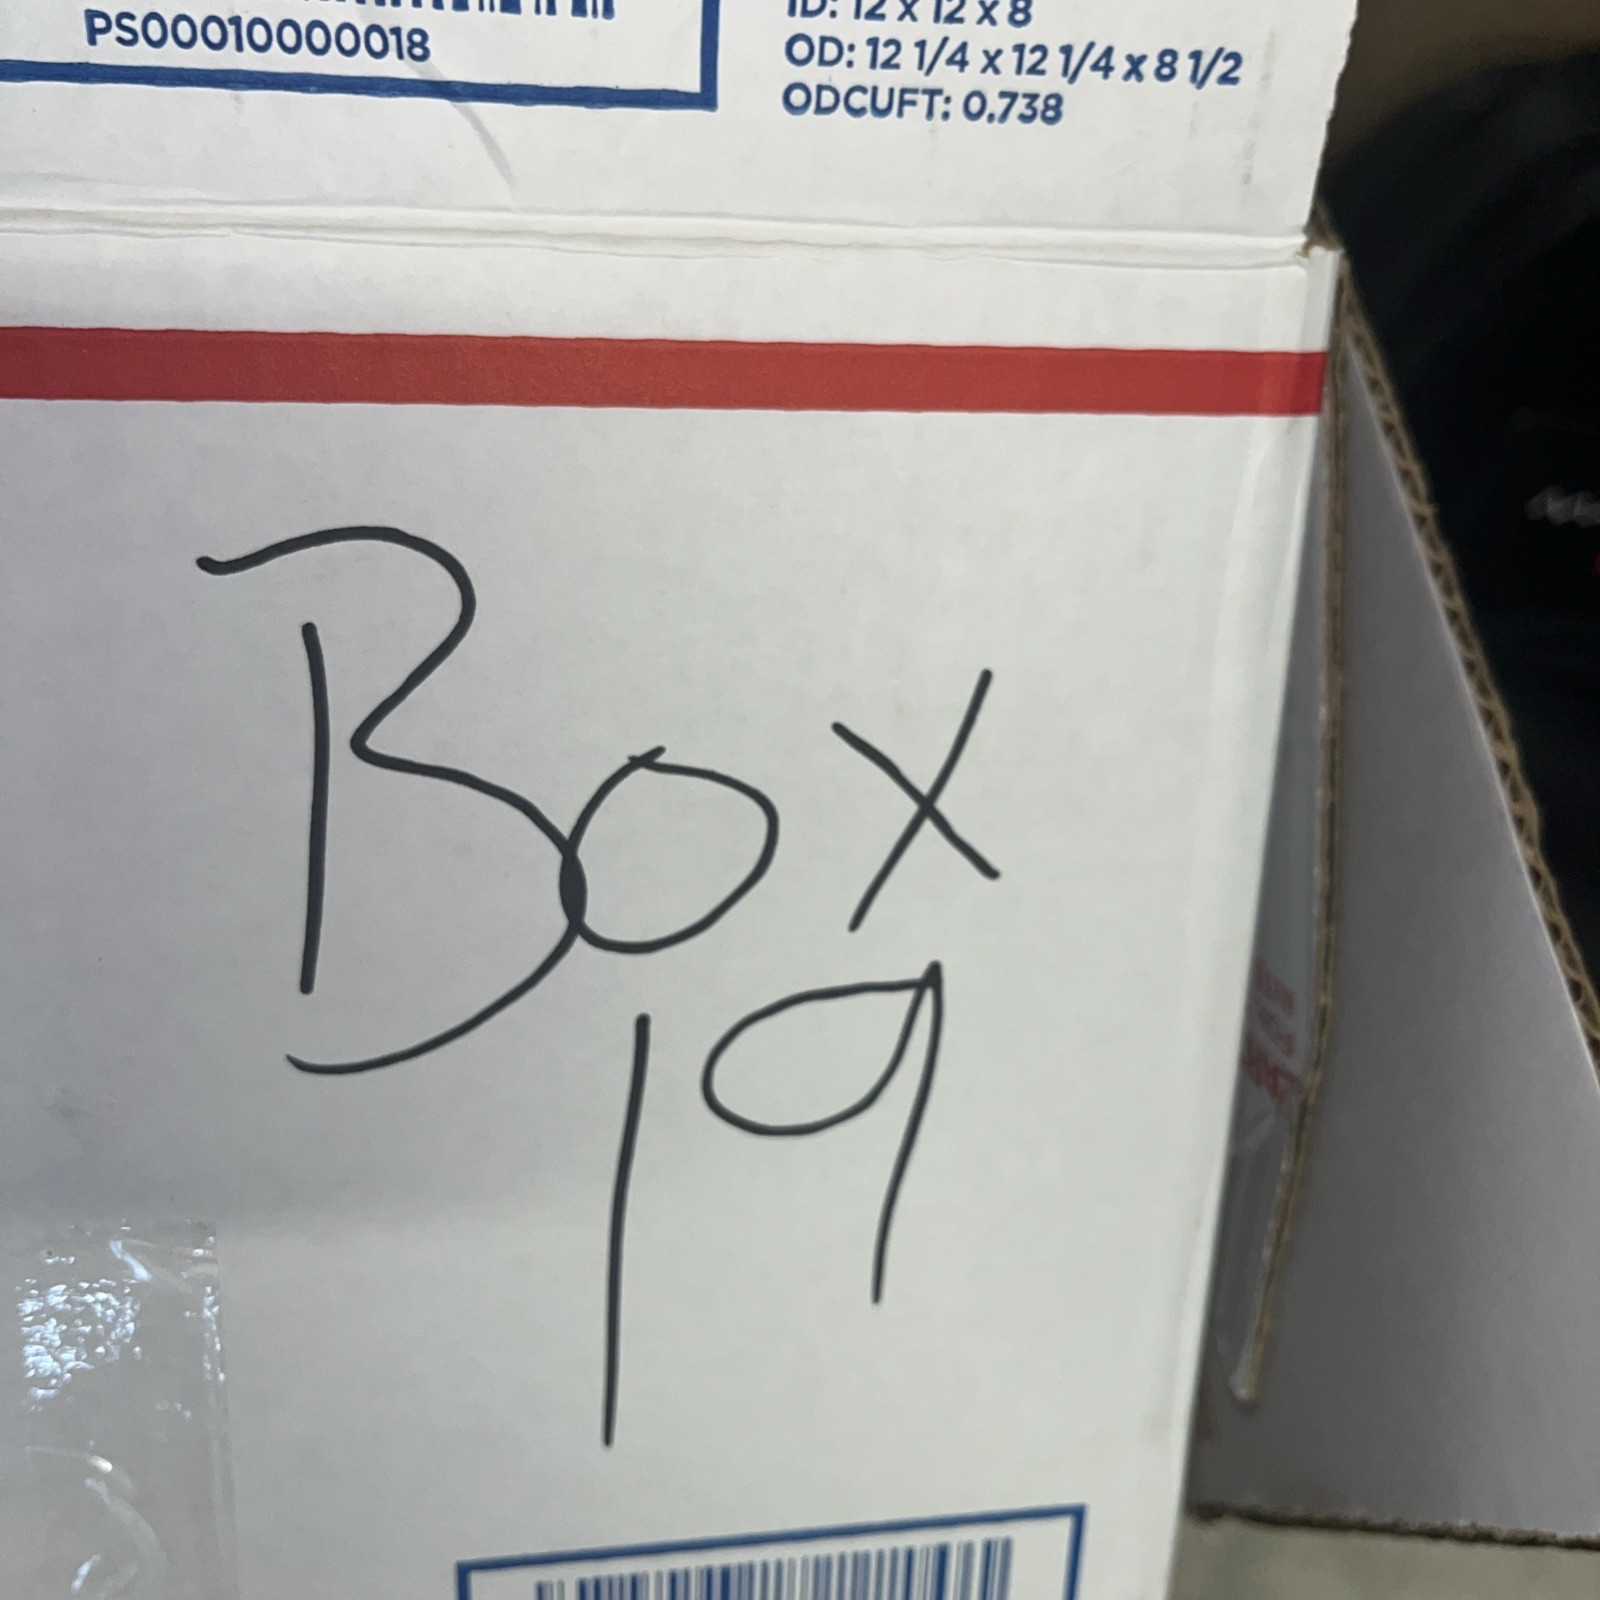 PS00010000018
ID: 12 x 12 x 8
OD: 12 1/4 x 12 1/4 x 8 1/2
ODCUFT: 0.738
Box
19